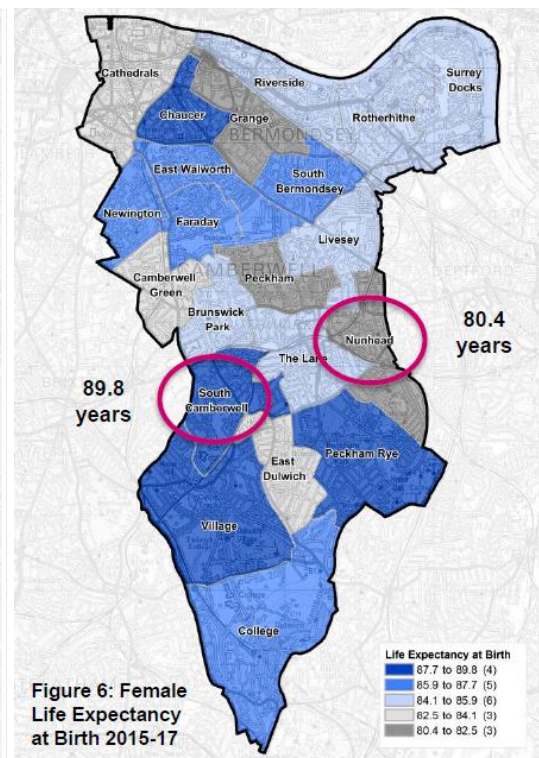 Cathedrals
Riverside
Surrey
Docks
Chaucer
Grange
Rotherhithe
BERMONDSEY
East Walworth
South
Bermondsey
Newington
Faraday
Livesey
Camberwell
Green
CAMBERWELL
Peckham
Brunswick
Park
Nunhead
80.4
years
The Lane
89.8
years
South
Camberwell
Peckham Rye
East
Dulwich
Village
College
Life Expectancy at Birth
87.7 to 89.8 (4)
85.9 to 87.7 (5)
84.1 to 85.9 (6)
82.5 to 84.1 (3)
80.4 to 82.5 (3)
Figure 6: Female
Life Expectancy
at Birth 2015-17